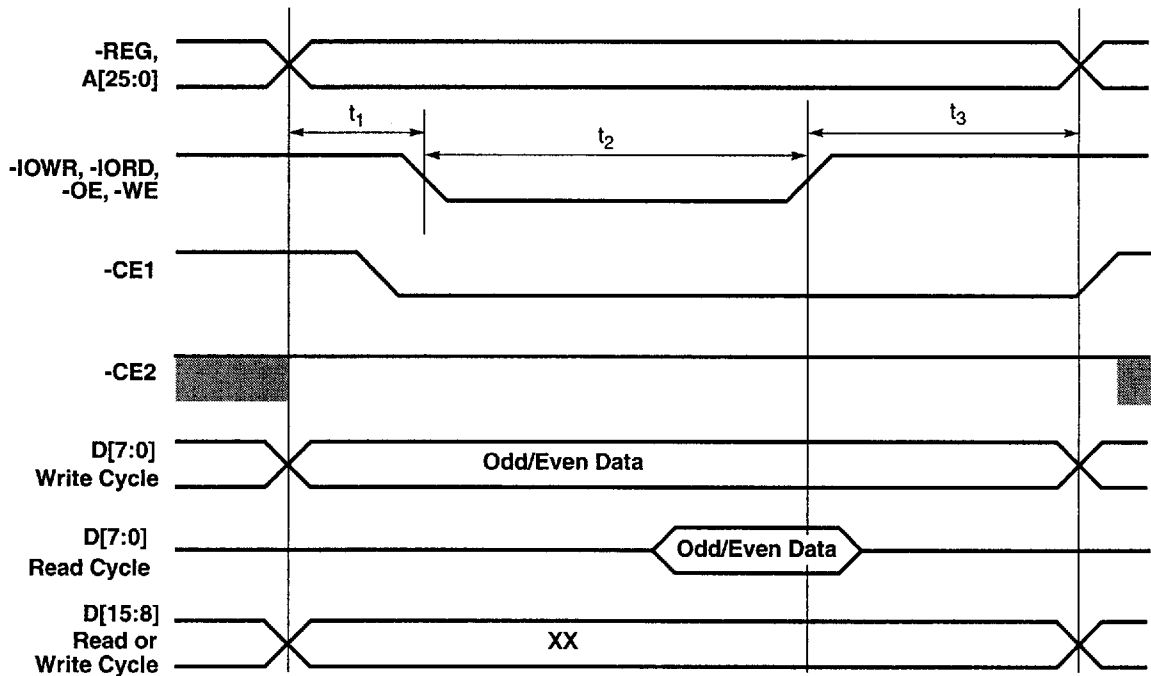 -REG,
A[25:0]
t1
t2
t3
-IOWR, -IORD,
-OE, -WE
-CE1
-CE2
D[7:0]
Write Cycle
Odd/Even Data
D[7:0]
Read Cycle
Odd/Even Data
D[15:8]
Read or
Write Cycle
XX